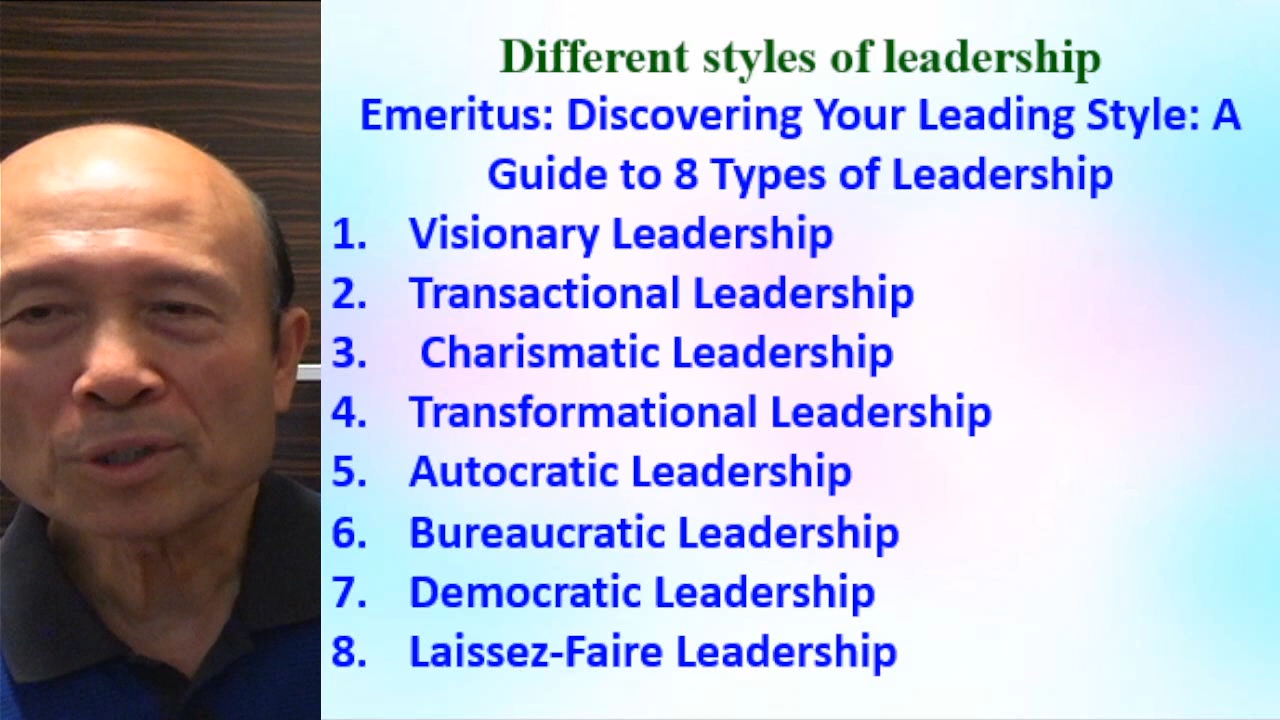 Different styles of leadership
Emeritus: Discovering Your Leading Style: A
Guide to 8 Types of Leadership
1. Visionary Leadership
2. Transactional Leadership
3. Charismatic Leadership
4. Transformational Leadership
5. Autocratic Leadership
6. Bureaucratic Leadership
7. Democratic Leadership
8. Laissez-Faire Leadership